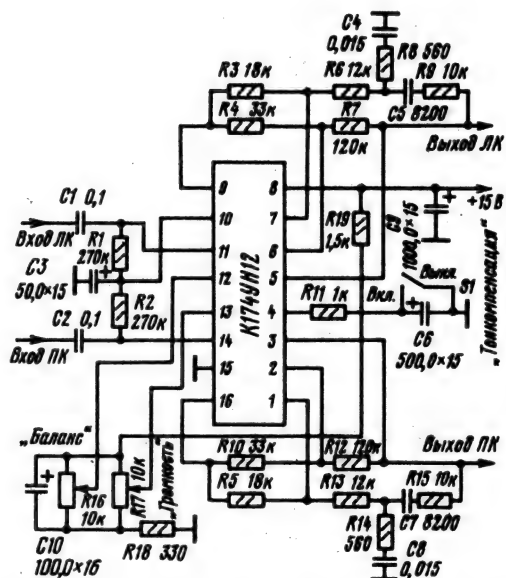 C4
0,015
R8 560
R3 18к
R6 12к
R9 10к
R4 33к
R7
120к
C5 8200
Выход ЛК
9
8
+15 В
10
7
C1 0,1
Вход ЛК
R1
270к
11
6
R19
1,5к
C9
1000,0×15
C3
50,0×15
12
К174УН12
5
Выкл.
R2
270к
13
4
R11 1к
Вкл.
S1
C2 0,1
Вход ПК
14
3
C6
500,0×15
„Тонкомпенсация"
15
2
16
1
„Баланс"
R10 33к
R12 120к
Выход ПК
R16
10к
R17 10к
„Громкость"
R5 18к
R13 12к
R15 10к
R18 330
R14
560
C7
8200
C10
100,0×16
C8
0,015